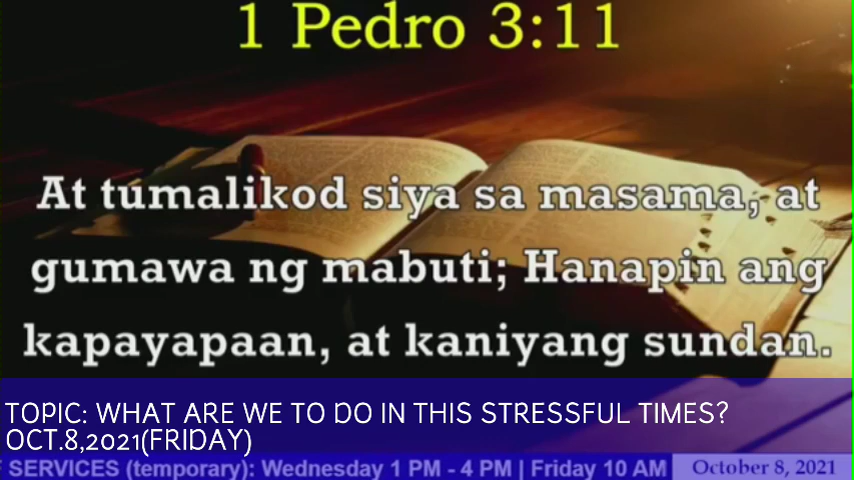 1 Pedro 3:11
At tumalikod siya sa masama, at
gumawa ng mabuti; Hanapin ang
kapayapaan, at kaniyang sundan.
TOPIC: WHAT ARE WE TO DO IN THIS STRESSFUL TIMES?
OCT.8,2021(FRIDAY)
F SERVICES (temporary): Wednesday 1 PM - 4 PM | Friday 10 AM
October 8, 2021